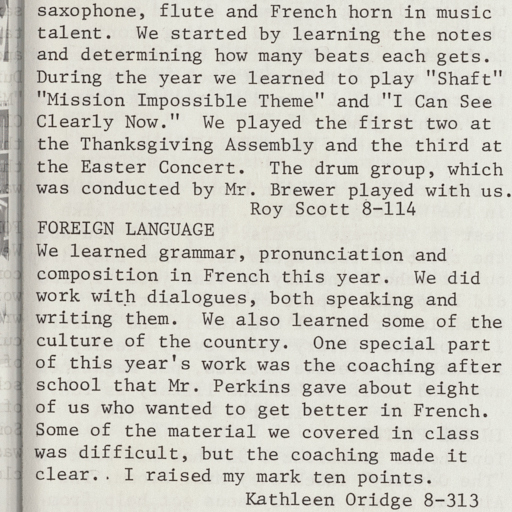 saxophone, flute and French horn in music
talent.  We started by learning the notes
and determining how many beats each gets.
During the year we learned to play "Shaft"
"Mission Impossible Theme" and "I Can See
Clearly Now."  We played the first two at
the Thanksgiving Assembly and the third at
the Easter Concert.  The drum group, which
was conducted by Mr. Brewer played with us.
Roy Scott 8-114
FOREIGN LANGUAGE
We learned grammar, pronunciation and
composition in French this year.  We did
work with dialogues, both speaking and
writing them.  We also learned some of the
culture of the country.  One special part
of this year's work was the coaching after
school that Mr. Perkins gave about eight
of us who wanted to get better in French.
Some of the material we covered in class
was difficult, but the coaching made it
clear.. I raised my mark ten points.
Kathleen Oridge 8-313